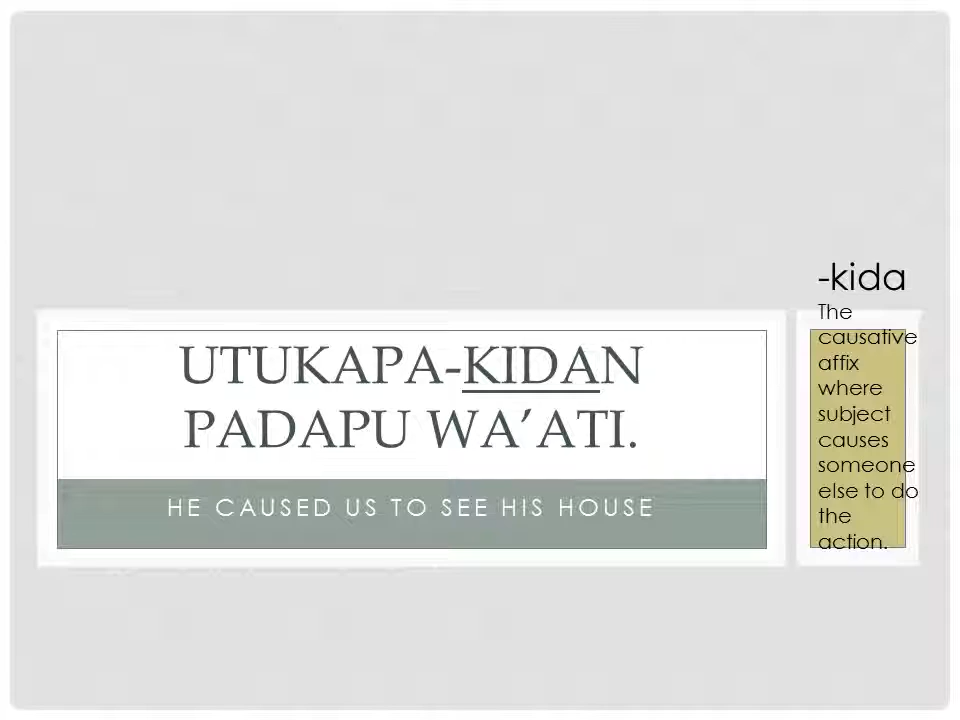 UTUKAPA-KIDAN
PADAPU WA’ATI.
HE CAUSED US TO SEE HIS HOUSE
-kida
The
causative
affix
where
subject
causes
someone
else to do
the
action.